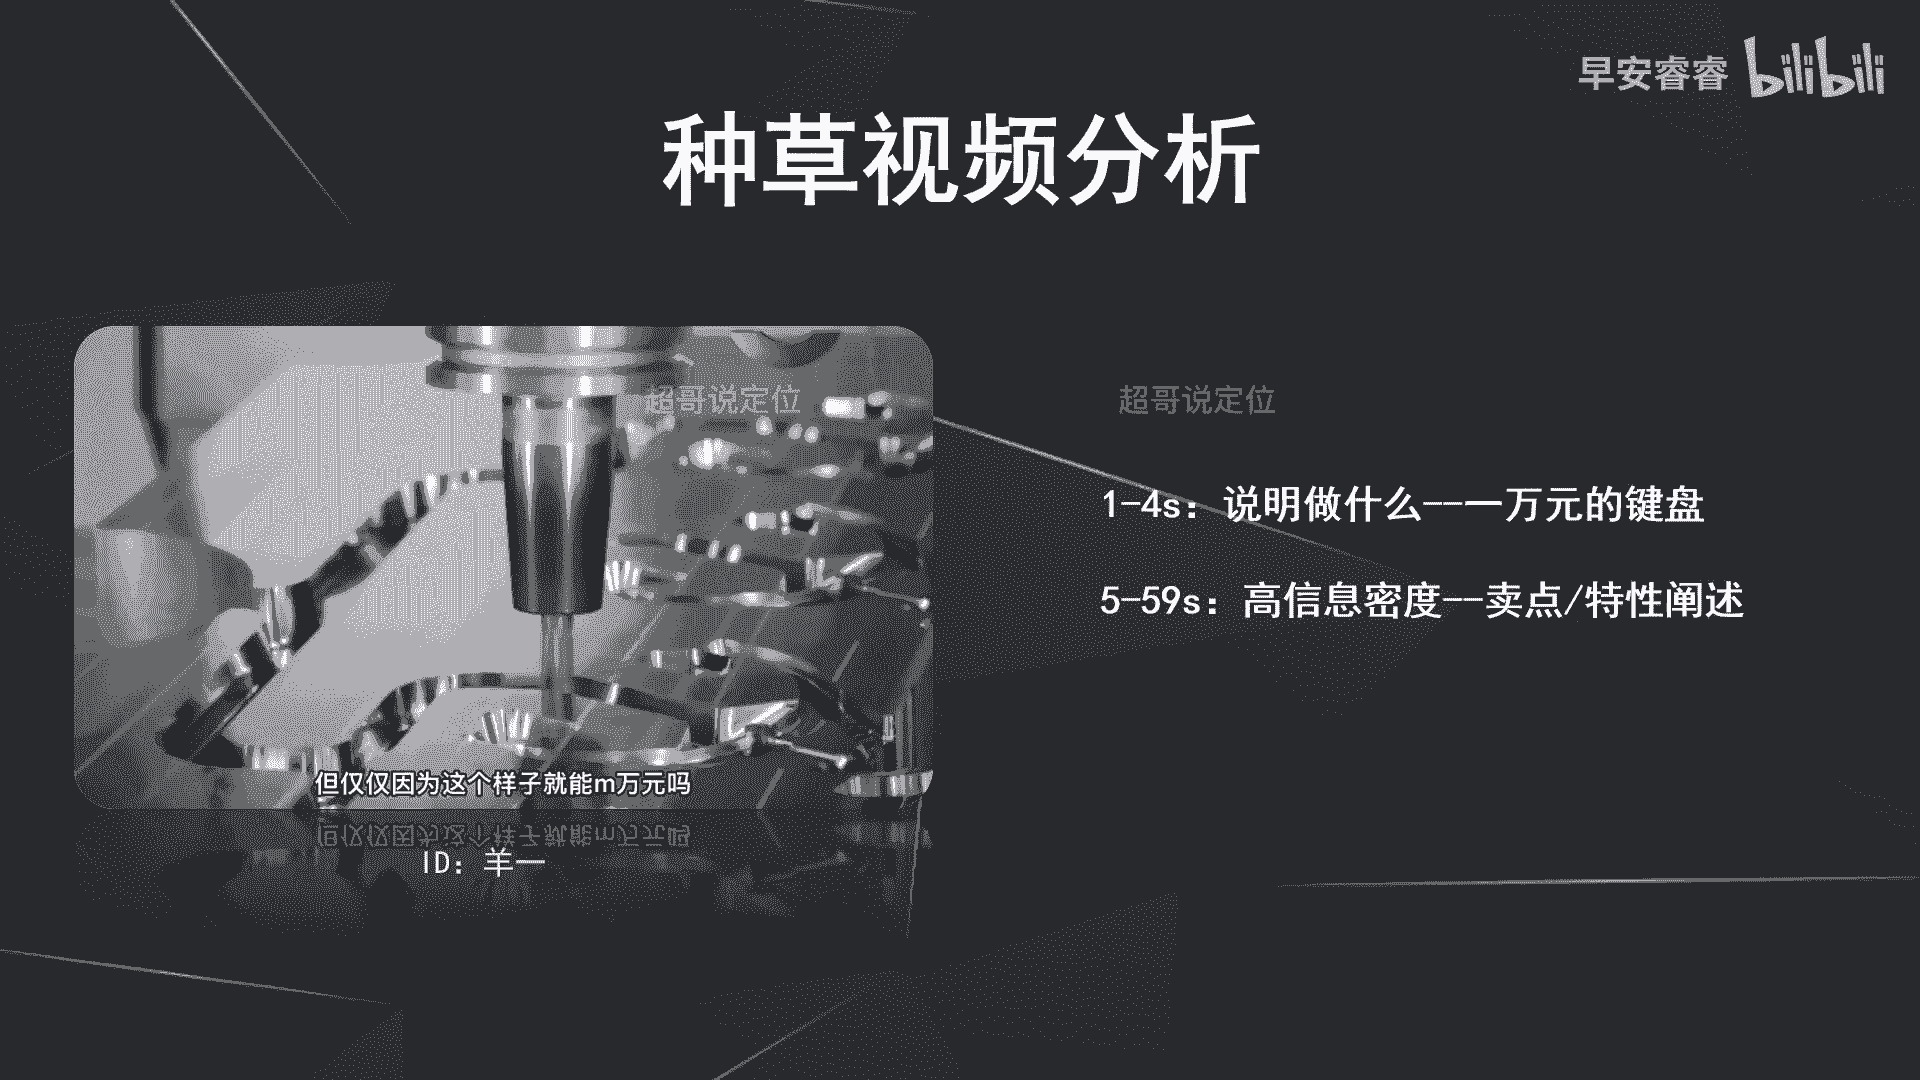 早安睿睿 bilibili
种草视频分析
超哥说定位
超哥说定位
1-4s：说明做什么--一万元的键盘
5-59s：高信息密度--卖点/特性阐述
但仅仅因为这个样子就能m万元吗
但仅仅因为这个样子就能m万元吗
ID：羊一